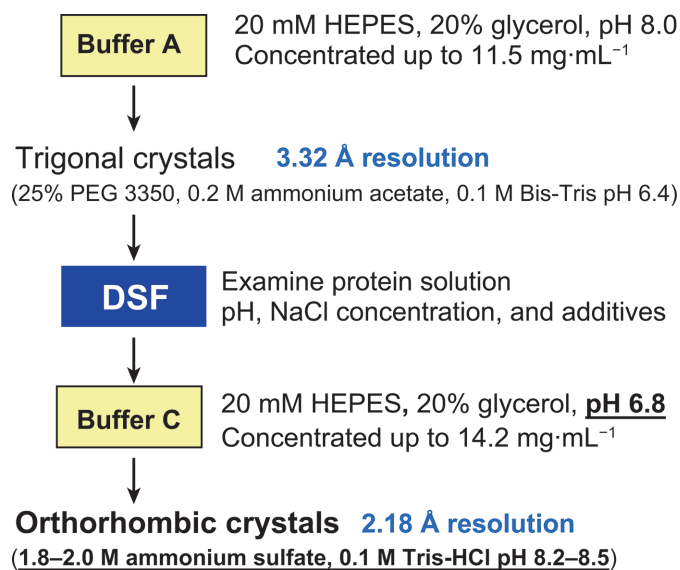 Buffer A
20 mM HEPES, 20% glycerol, pH 8.0
Concentrated up to 11.5 mg·mL⁻¹
Trigonal crystals 3.32 Å resolution
(25% PEG 3350, 0.2 M ammonium acetate, 0.1 M Bis-Tris pH 6.4)
DSF
Examine protein solution
pH, NaCl concentration, and additives
Buffer C
20 mM HEPES, 20% glycerol, pH 6.8
Concentrated up to 14.2 mg·mL⁻¹
Orthorhombic crystals 2.18 Å resolution
(1.8–2.0 M ammonium sulfate, 0.1 M Tris-HCl pH 8.2–8.5)